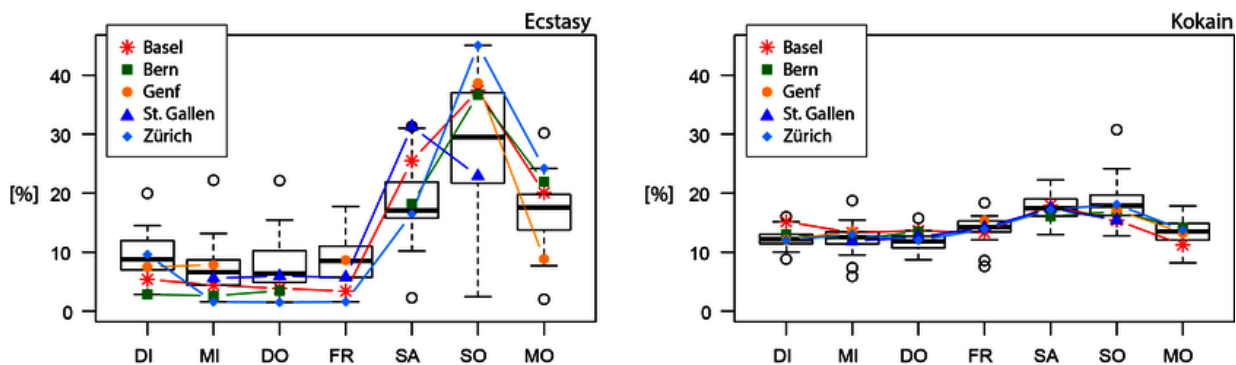 Ecstasy
Basel
Bern
Genf
St. Gallen
Zürich
[%]
40
30
20
10
0
DI MI DO FR SA SO MO
Kokain
Basel
Bern
Genf
St. Gallen
Zürich
[%]
40
30
20
10
0
DI MI DO FR SA SO MO